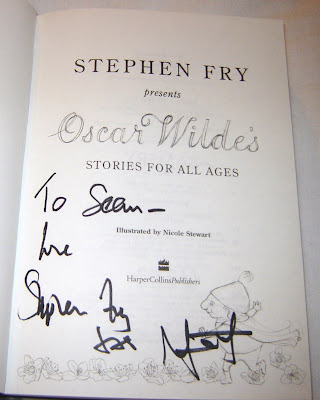 STEPHEN FRY
presents
Oscar Wilde's
STORIES FOR ALL AGES
To Sean –
Love
Illustrated by Nicole Stewart
HarperCollinsPublishers
Stephen Fry